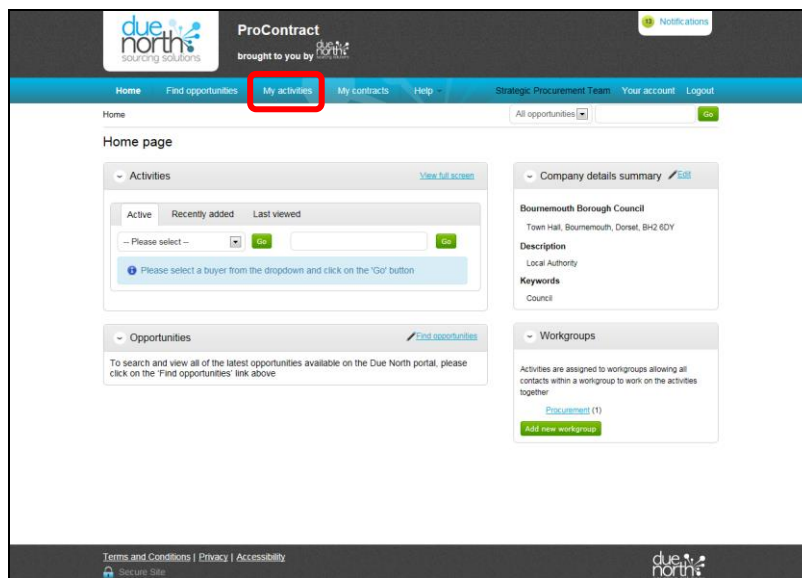 due north
sourcing solutions
ProContract
brought to you by due north
Notifications
Home Find opportunities My activities My contracts Help Strategic Procurement Team Your account Logout
Home All opportunities Go
Home page
Activities View full screen
Active Recently added Last viewed
-- Please select -- Go Go
Please select a buyer from the dropdown and click on the 'Go' button
Opportunities Find opportunities
To search and view all of the latest opportunities available on the Due North portal, please
click on the 'Find opportunities' link above
Company details summary Edit
Bournemouth Borough Council
Town Hall, Bournemouth, Dorset, BH2 6DY
Description
Local Authority
Keywords
Council
Workgroups
Activities are assigned to workgroups allowing all
contacts within a workgroup to work on the activities
together
Procurement (1)
Add new workgroup
Terms and Conditions | Privacy | Accessibility
Secure Site
due north